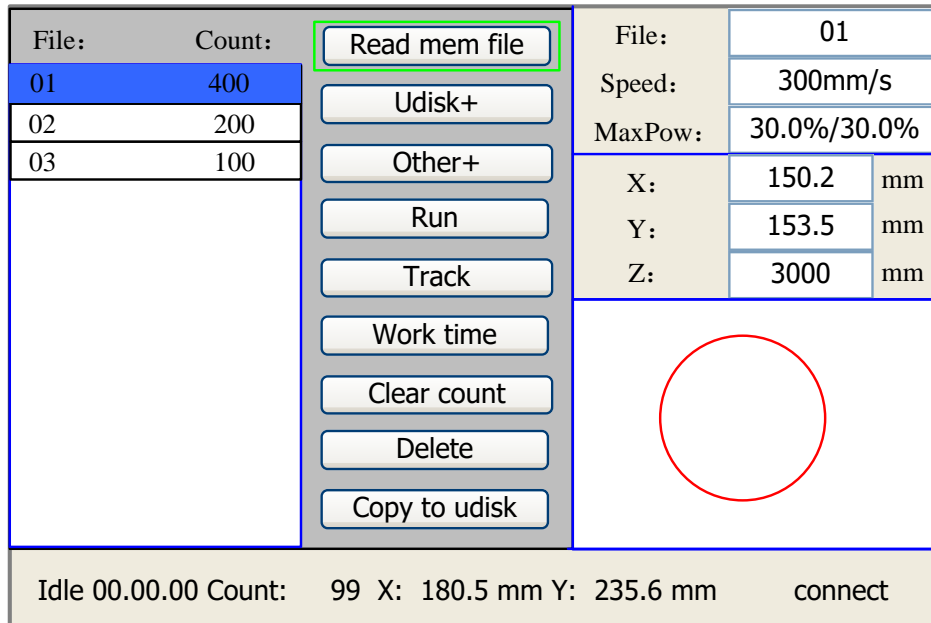 File： Count：
01 400
02 200
03 100
Read mem file
Udisk+
Other+
Run
Track
Work time
Clear count
Delete
Copy to udisk
File： 01
Speed： 300mm/s
MaxPow： 30.0%/30.0%
X： 150.2 mm
Y： 153.5 mm
Z： 3000 mm
Idle 00.00.00 Count: 99 X: 180.5 mm Y: 235.6 mm connect